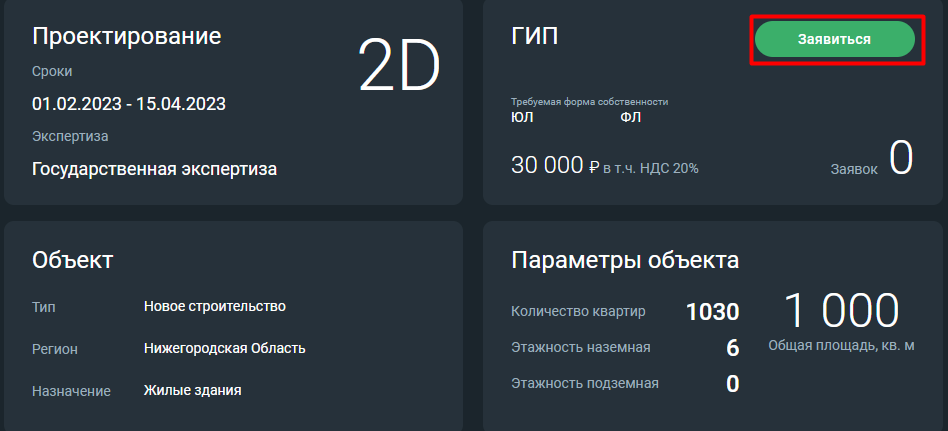 Проектирование
2D
Сроки
01.02.2023 - 15.04.2023
Экспертиза
Государственная экспертиза
ГИП
Заявиться
Требуемая форма собственности
ЮЛ ФЛ
30 000 ₽ в т.ч. НДС 20%
Заявок 0
Объект
Тип Новое строительство
Регион Нижегородская Область
Назначение Жилые здания
Параметры объекта
Количество квартир 1030
Этажность наземная 6
Этажность подземная 0
1 000
Общая площадь, кв. м